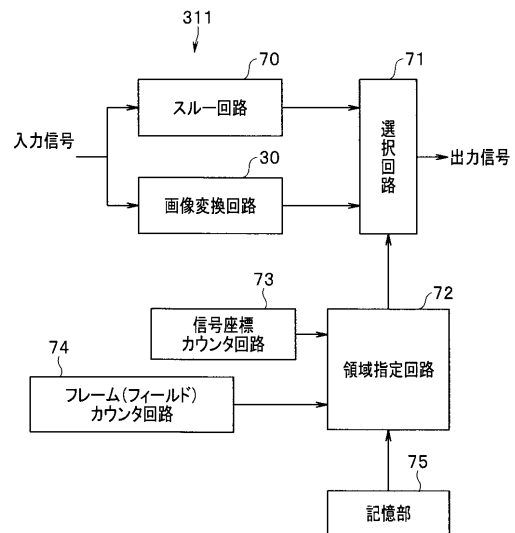 311
70
71
スルー回路
入力信号
選択回路
出力信号
30
画像変換回路
73
72
信号座標
カウンタ回路
74
領域指定回路
フレーム(フィールド)
カウンタ回路
75
記憶部